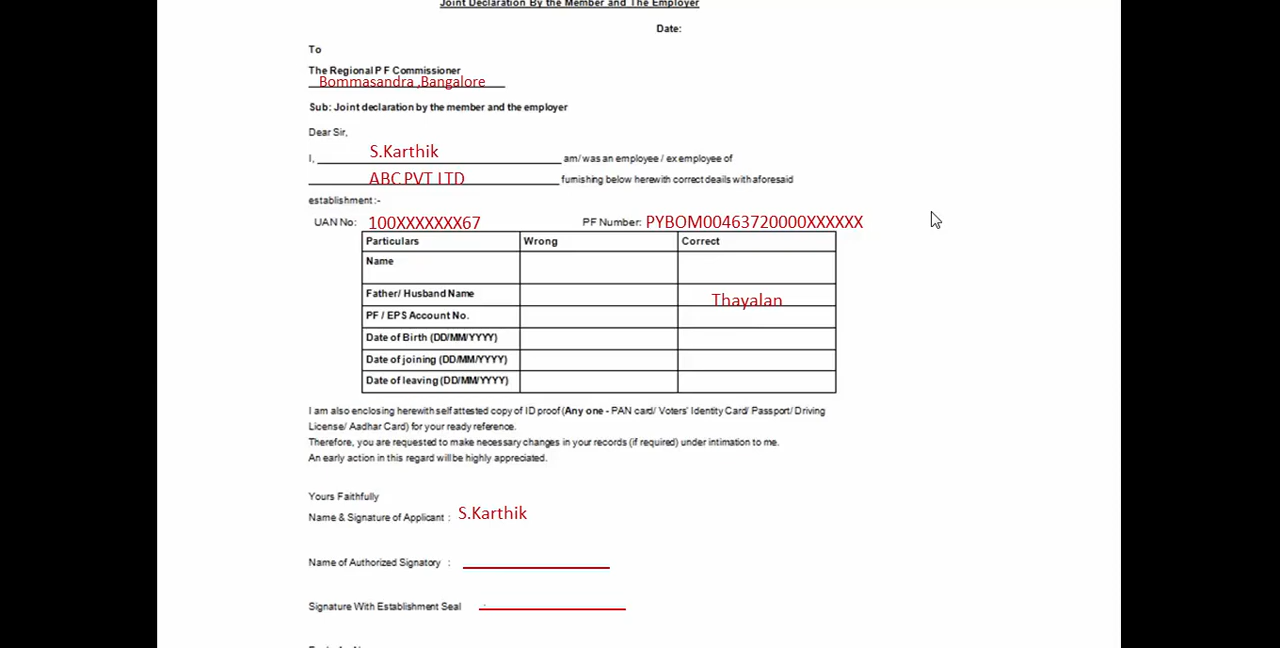 Joint Declaration By the Member and The Employer
Date:
To
The Regional P F Commissioner
Bommasandra ,Bangalore
Sub: Joint declaration by the member and the employer
Dear Sir,
I, S.Karthik am/ was an employee / ex employee of
ABC PVT LTD furnishing below herewith correct deails with aforesaid
establishment :-
UAN No: 100XXXXXXX67 PF Number: PYBOM00463720000XXXXXX
Particulars Wrong Correct
Name
Father/ Husband Name Thayalan
PF / EPS Account No.
Date of Birth (DD/MM/YYYY)
Date of joining (DD/MM/YYYY)
Date of leaving (DD/MM/YYYY)
I am also enclosing herewith self attested copy of ID proof (Any one - PAN card/ Voters' Identity Card/ Passport/ Driving
License/ Aadhar Card) for your ready reference.
Therefore, you are requested to make necessary changes in your records (if required) under intimation to me.
An early action in this regard will be highly appreciated.
Yours Faithfully
Name & Signature of Applicant : S.Karthik
Name of Authorized Signatory :
Signature With Establishment Seal